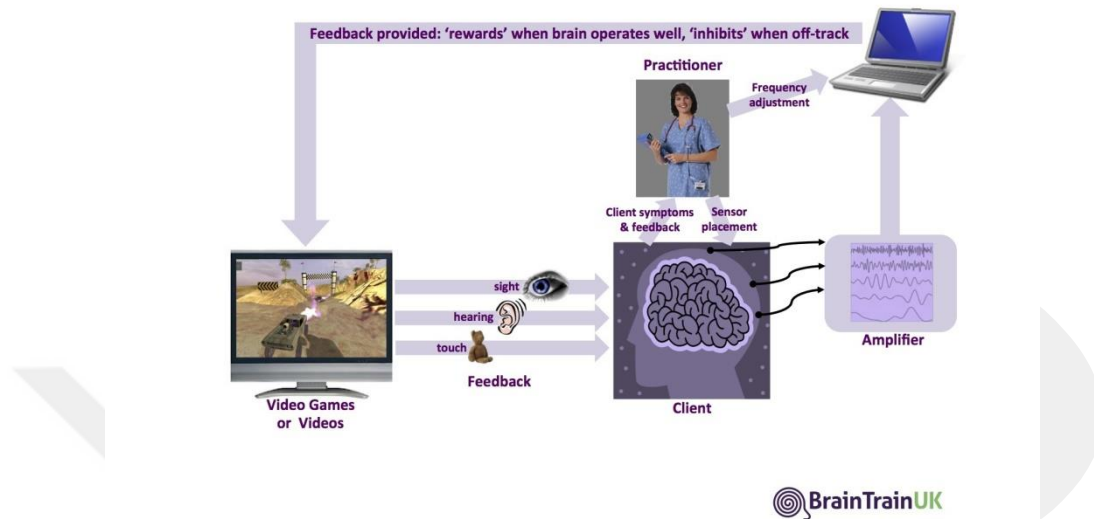 Feedback provided: ‘rewards’ when brain operates well, ‘inhibits’ when off-track
Practitioner
Frequency
adjustment
Client symptoms
& feedback
Sensor
placement
sight
hearing
touch
Feedback
Video Games
or Videos
Client
Amplifier
BrainTrainUK